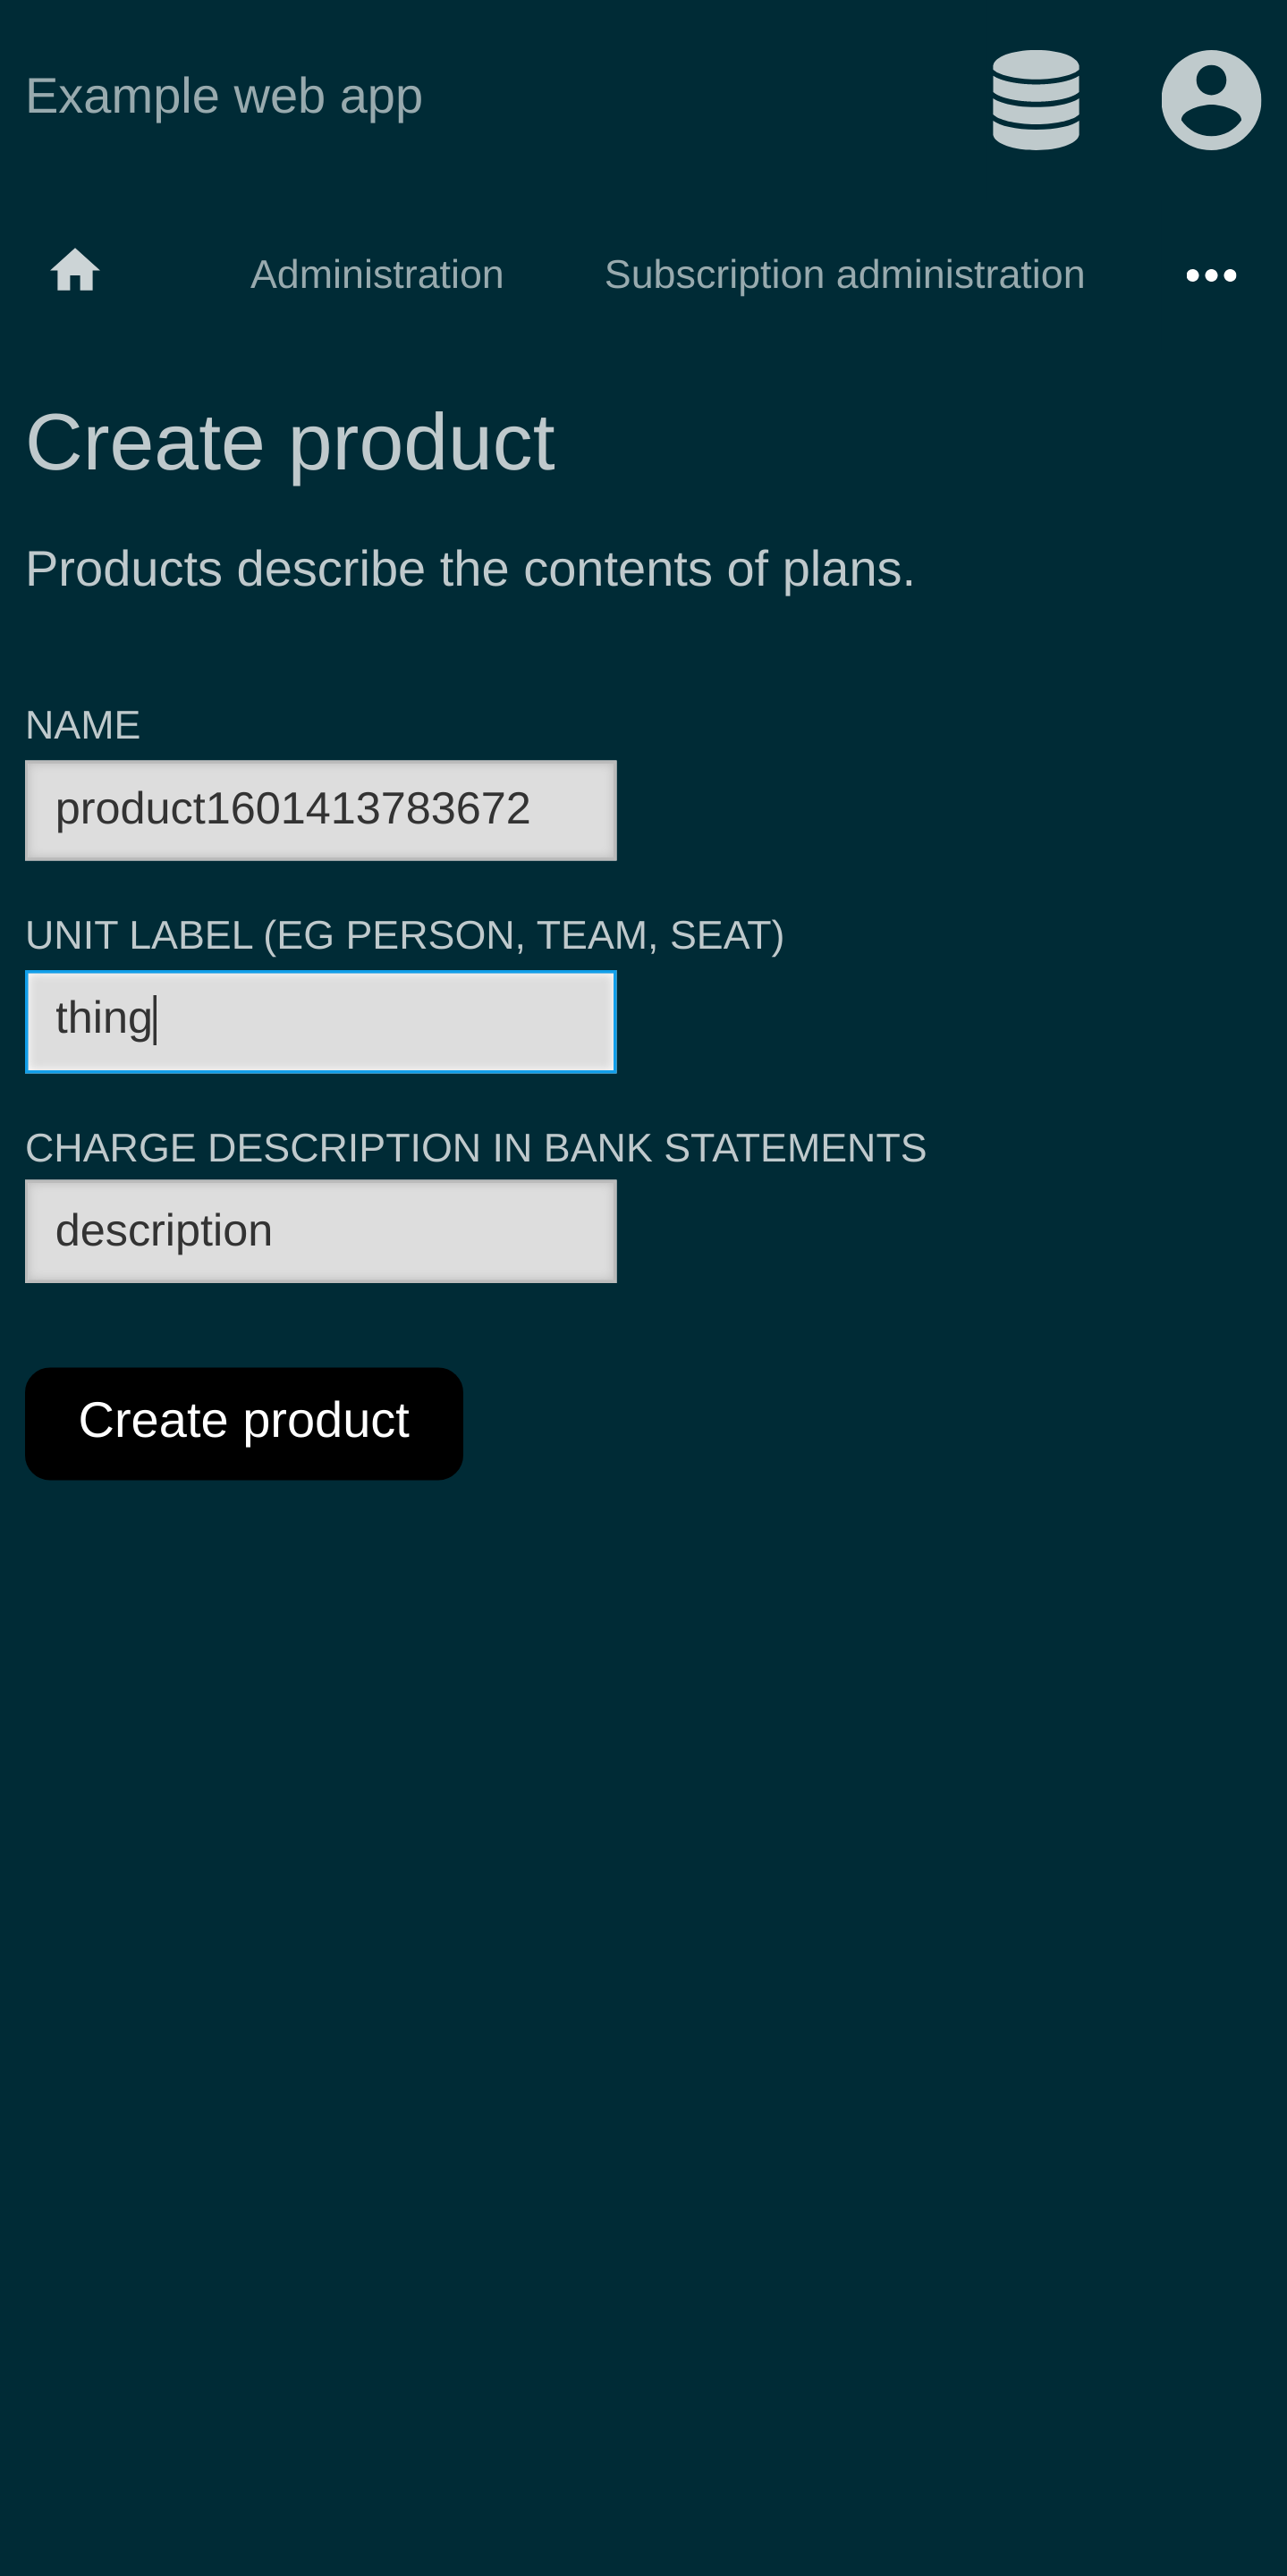 Example web app
Administration
Subscription administration
Create product
Products describe the contents of plans.
NAME
product1601413783672
UNIT LABEL (EG PERSON, TEAM, SEAT)
thing
CHARGE DESCRIPTION IN BANK STATEMENTS
description
Create product